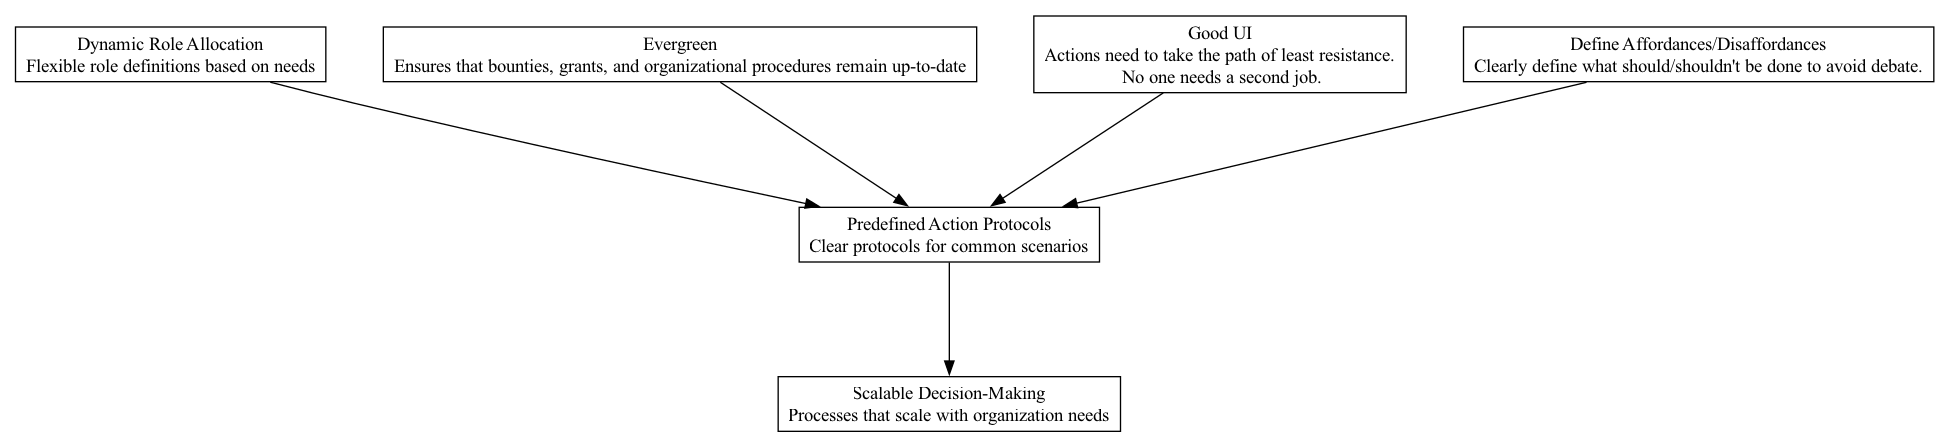 Dynamic Role Allocation
Flexible role definitions based on needs
Evergreen
Ensures that bounties, grants, and organizational procedures remain up-to-date
Good UI
Actions need to take the path of least resistance.
No one needs a second job.
Define Affordances/Disaffordances
Clearly define what should/shouldn't be done to avoid debate.
Predefined Action Protocols
Clear protocols for common scenarios
Scalable Decision-Making
Processes that scale with organization needs